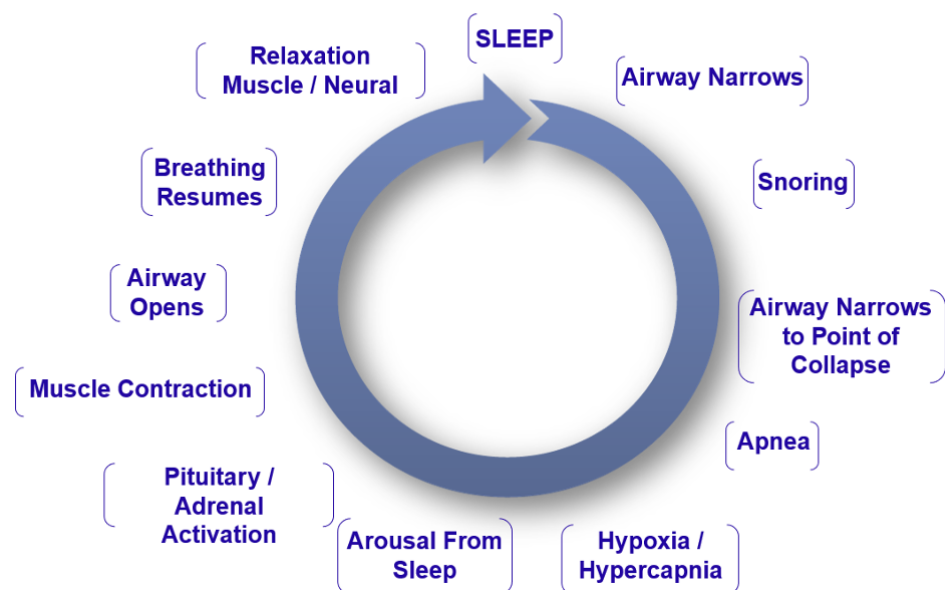 SLEEP
Airway Narrows
Snoring
Airway Narrows
to Point of
Collapse
Apnea
Hypoxia /
Hypercapnia
Arousal From
Sleep
Pituitary /
Adrenal
Activation
Muscle Contraction
Airway
Opens
Breathing
Resumes
Relaxation
Muscle / Neural